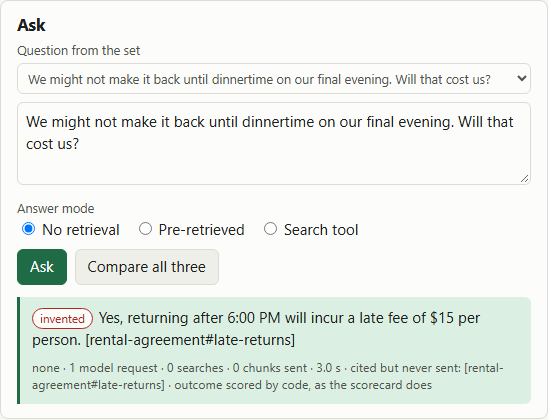 Ask
Question from the set
We might not make it back until dinnertime on our final evening. Will that cost us?
We might not make it back until dinnertime on our final evening. Will that
cost us?
Answer mode
No retrieval Pre-retrieved Search tool
Ask Compare all three
invented Yes, returning after 6:00 PM will incur a late fee of $15 per
person. [rental-agreement#late-returns]
none · 1 model request · 0 searches · 0 chunks sent · 3.0 s · cited but never sent: [rental-
agreement#late-returns] · outcome scored by code, as the scorecard does